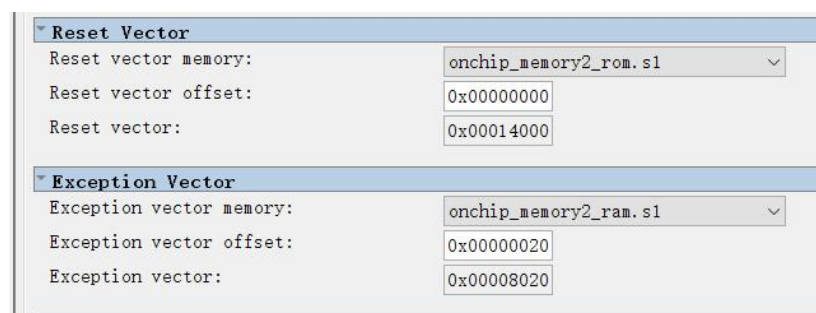 Reset Vector
Reset vector memory: onchip_memory2_rom.s1
Reset vector offset: 0x00000000
Reset vector: 0x00014000
Exception Vector
Exception vector memory: onchip_memory2_ram.s1
Exception vector offset: 0x00000020
Exception vector: 0x00008020